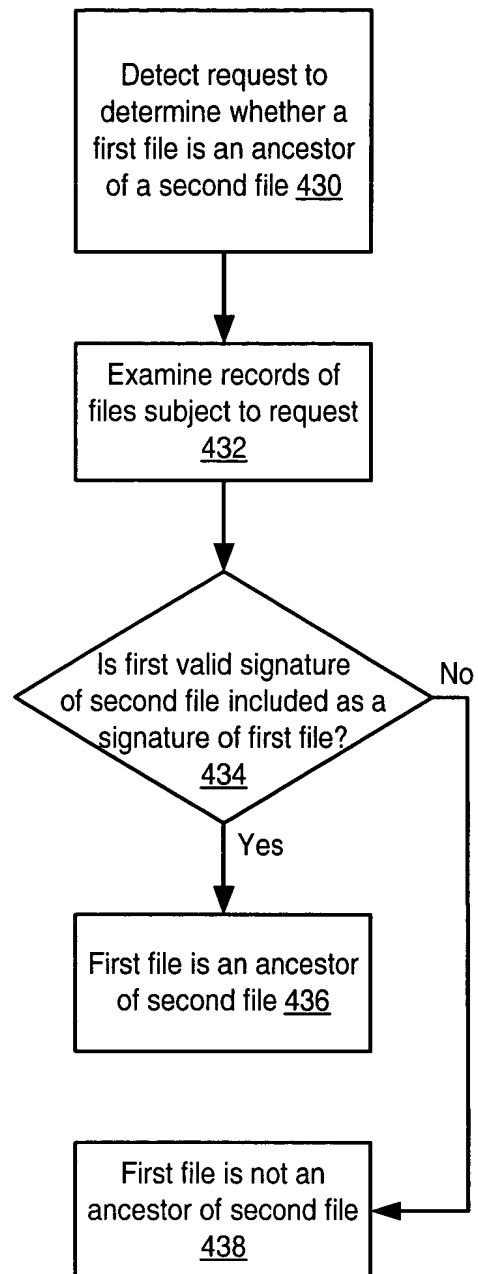 Detect request to
determine whether a
first file is an ancestor
of a second file 430
Examine records of
files subject to request
432
Is first valid signature
of second file included as a
signature of first file?
434
No
Yes
First file is an ancestor
of second file 436
First file is not an
ancestor of second file
438